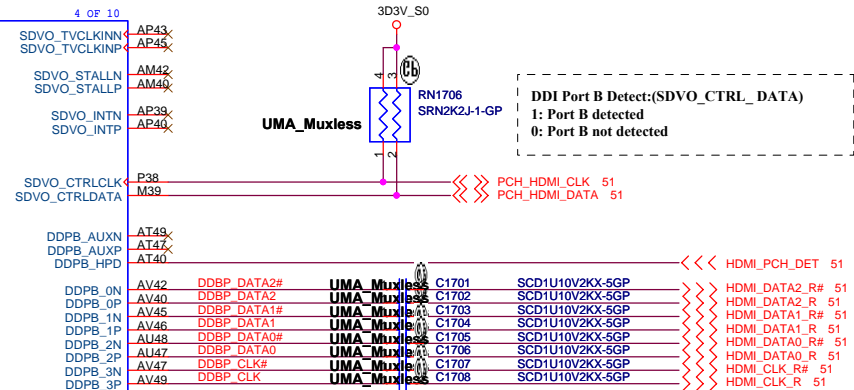 4 OF 10
3D3V_S0
SDVO_TVCLKINN AP43
SDVO_TVCLKINP AP45
SDVO_STALLN AM42
SDVO_STALLP AM40
4 3
RN1706
SRN2K2J-1-GP
UMA_Muxless
1 2
DDI Port B Detect:(SDVO_CTRL_ DATA)
1: Port B detected
0: Port B not detected
SDVO_INTN AP39
SDVO_INTP AP40
SDVO_CTRLCLK P38 PCH_HDMI_CLK 51
SDVO_CTRLDATA M39 PCH_HDMI_DATA 51
DDPB_AUXN AT49
DDPB_AUXP AT47
DDPB_HPD AT40 HDMI_PCH_DET 51
DDPB_0N AV42 DDBP_DATA2# UMA_Muxless C1701 SCD1U10V2KX-5GP HDMI_DATA2_R# 51
DDPB_0P AV40 DDBP_DATA2 UMA_Muxless C1702 SCD1U10V2KX-5GP HDMI_DATA2_R 51
DDPB_1N AV45 DDBP_DATA1# UMA_Muxless C1703 SCD1U10V2KX-5GP HDMI_DATA1_R# 51
DDPB_1P AV46 DDBP_DATA1 UMA_Muxless C1704 SCD1U10V2KX-5GP HDMI_DATA1_R 51
DDPB_2N AU48 DDBP_DATA0# UMA_Muxless C1705 SCD1U10V2KX-5GP HDMI_DATA0_R# 51
DDPB_2P AU47 DDBP_DATA0 UMA_Muxless C1706 SCD1U10V2KX-5GP HDMI_DATA0_R 51
DDPB_3N AV47 DDBP_CLK# UMA_Muxless C1707 SCD1U10V2KX-5GP HDMI_CLK_R# 51
DDPB_3P AV49 DDBP_CLK UMA_Muxless C1708 SCD1U10V2KX-5GP HDMI_CLK_R 51